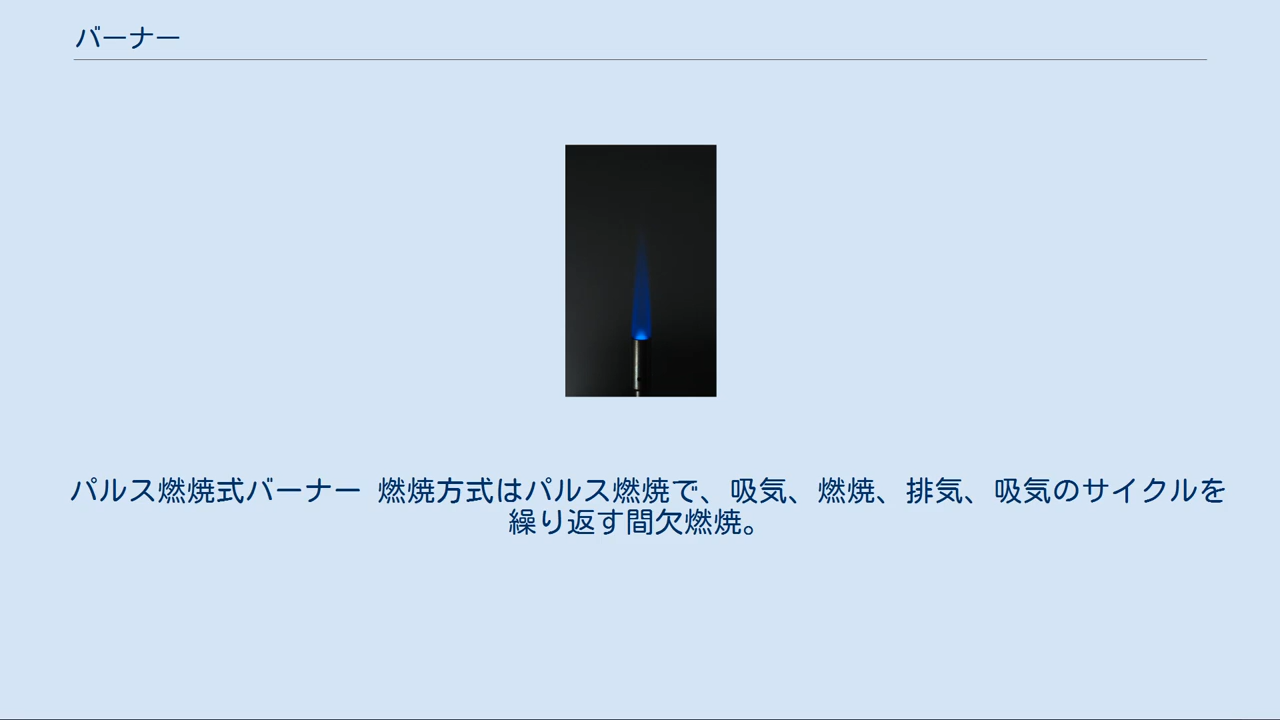 バーナー
パルス燃焼式バーナー 燃焼方式はパルス燃焼で、吸気、燃焼、排気、吸気のサイクルを
繰り返す間欠燃焼。